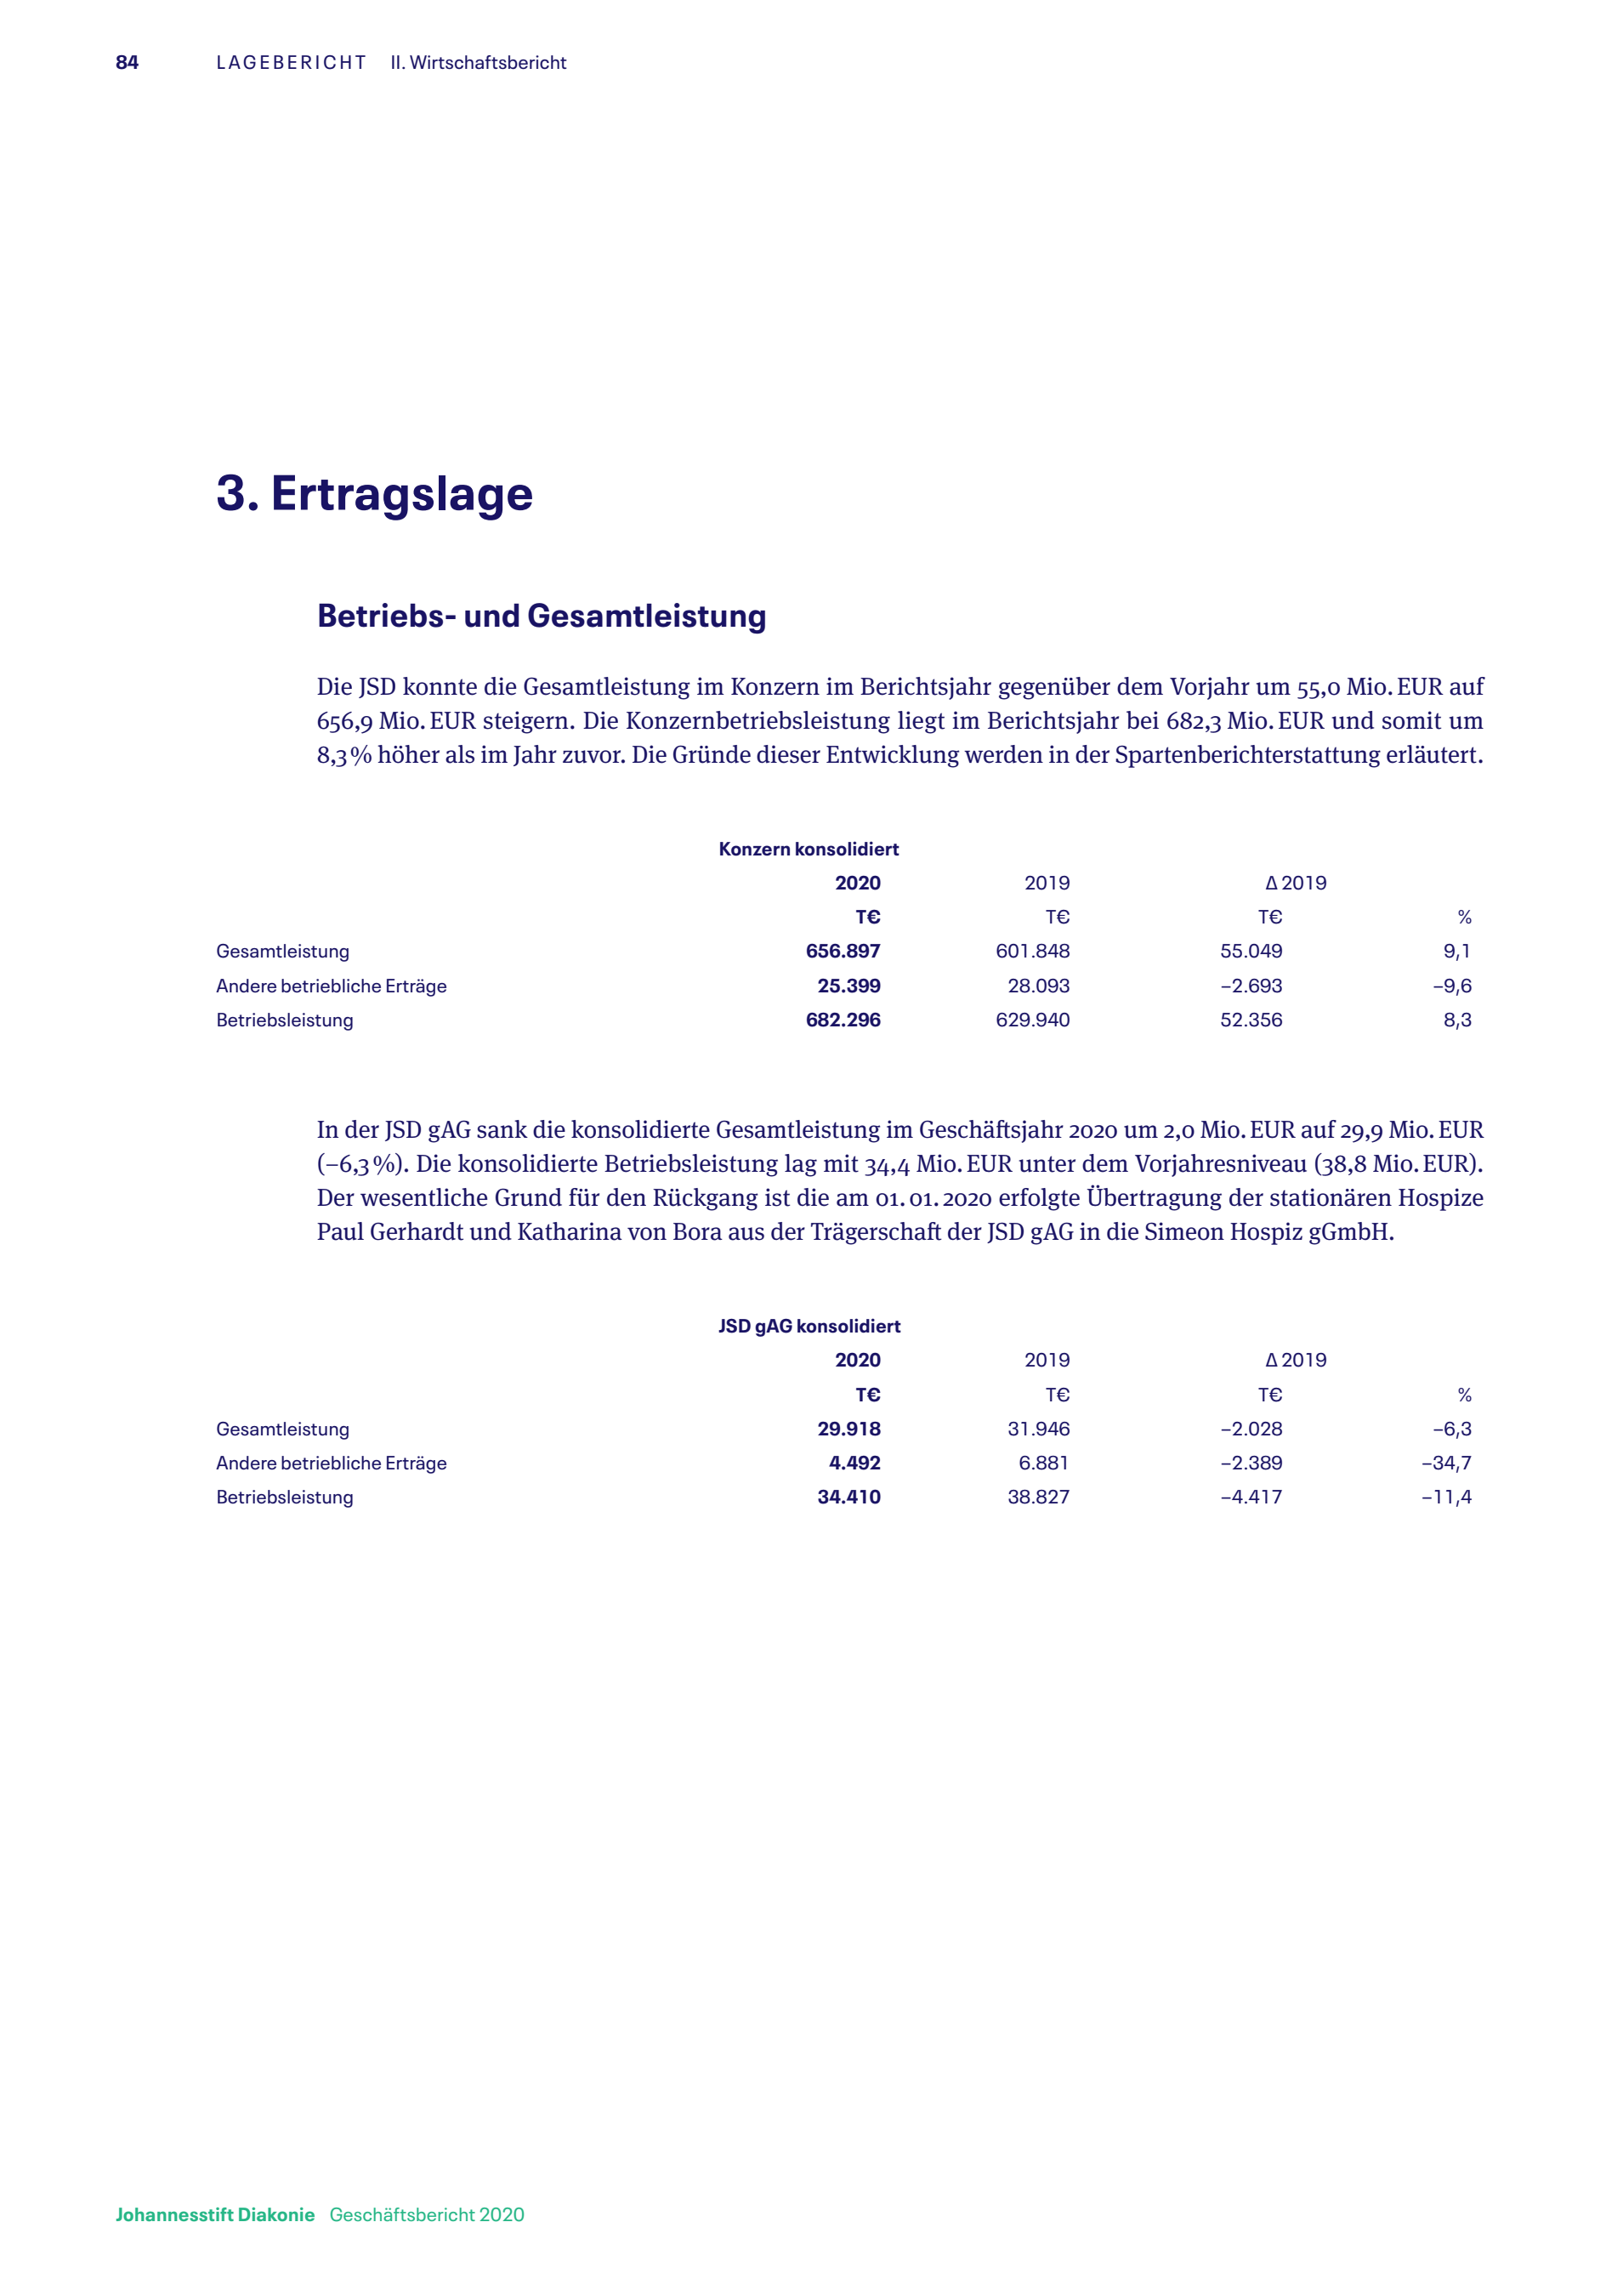 84 LAGEBERICHT II. Wirtschaftsbericht
3. Ertragslage
Betriebs- und Gesamtleistung
Die JSD konnte die Gesamtleistung im Konzern im Berichtsjahr gegenüber dem Vorjahr um 55,0 Mio. EUR auf
656,9 Mio. EUR steigern. Die Konzernbetriebsleistung liegt im Berichtsjahr bei 682,3 Mio. EUR und somit um
8,3 % höher als im Jahr zuvor. Die Gründe dieser Entwicklung werden in der Spartenberichterstattung erläutert.
Konzern konsolidiert
2020 2019 Δ 2019
T€ T€ T€ %
Gesamtleistung 656.897 601.848 55.049 9,1
Andere betriebliche Erträge 25.399 28.093 –2.693 –9,6
Betriebsleistung 682.296 629.940 52.356 8,3
In der JSD gAG sank die konsolidierte Gesamtleistung im Geschäftsjahr 2020 um 2,0 Mio. EUR auf 29,9 Mio. EUR
(–6,3 %). Die konsolidierte Betriebsleistung lag mit 34,4 Mio. EUR unter dem Vorjahresniveau (38,8 Mio. EUR).
Der wesentliche Grund für den Rückgang ist die am 01. 01. 2020 erfolgte Übertragung der stationären Hospize
Paul Gerhardt und Katharina von Bora aus der Trägerschaft der JSD gAG in die Simeon Hospiz gGmbH.
JSD gAG konsolidiert
2020 2019 Δ 2019
T€ T€ T€ %
Gesamtleistung 29.918 31.946 –2.028 –6,3
Andere betriebliche Erträge 4.492 6.881 –2.389 –34,7
Betriebsleistung 34.410 38.827 –4.417 –11,4
Johannesstift Diakonie Geschäftsbericht 2020